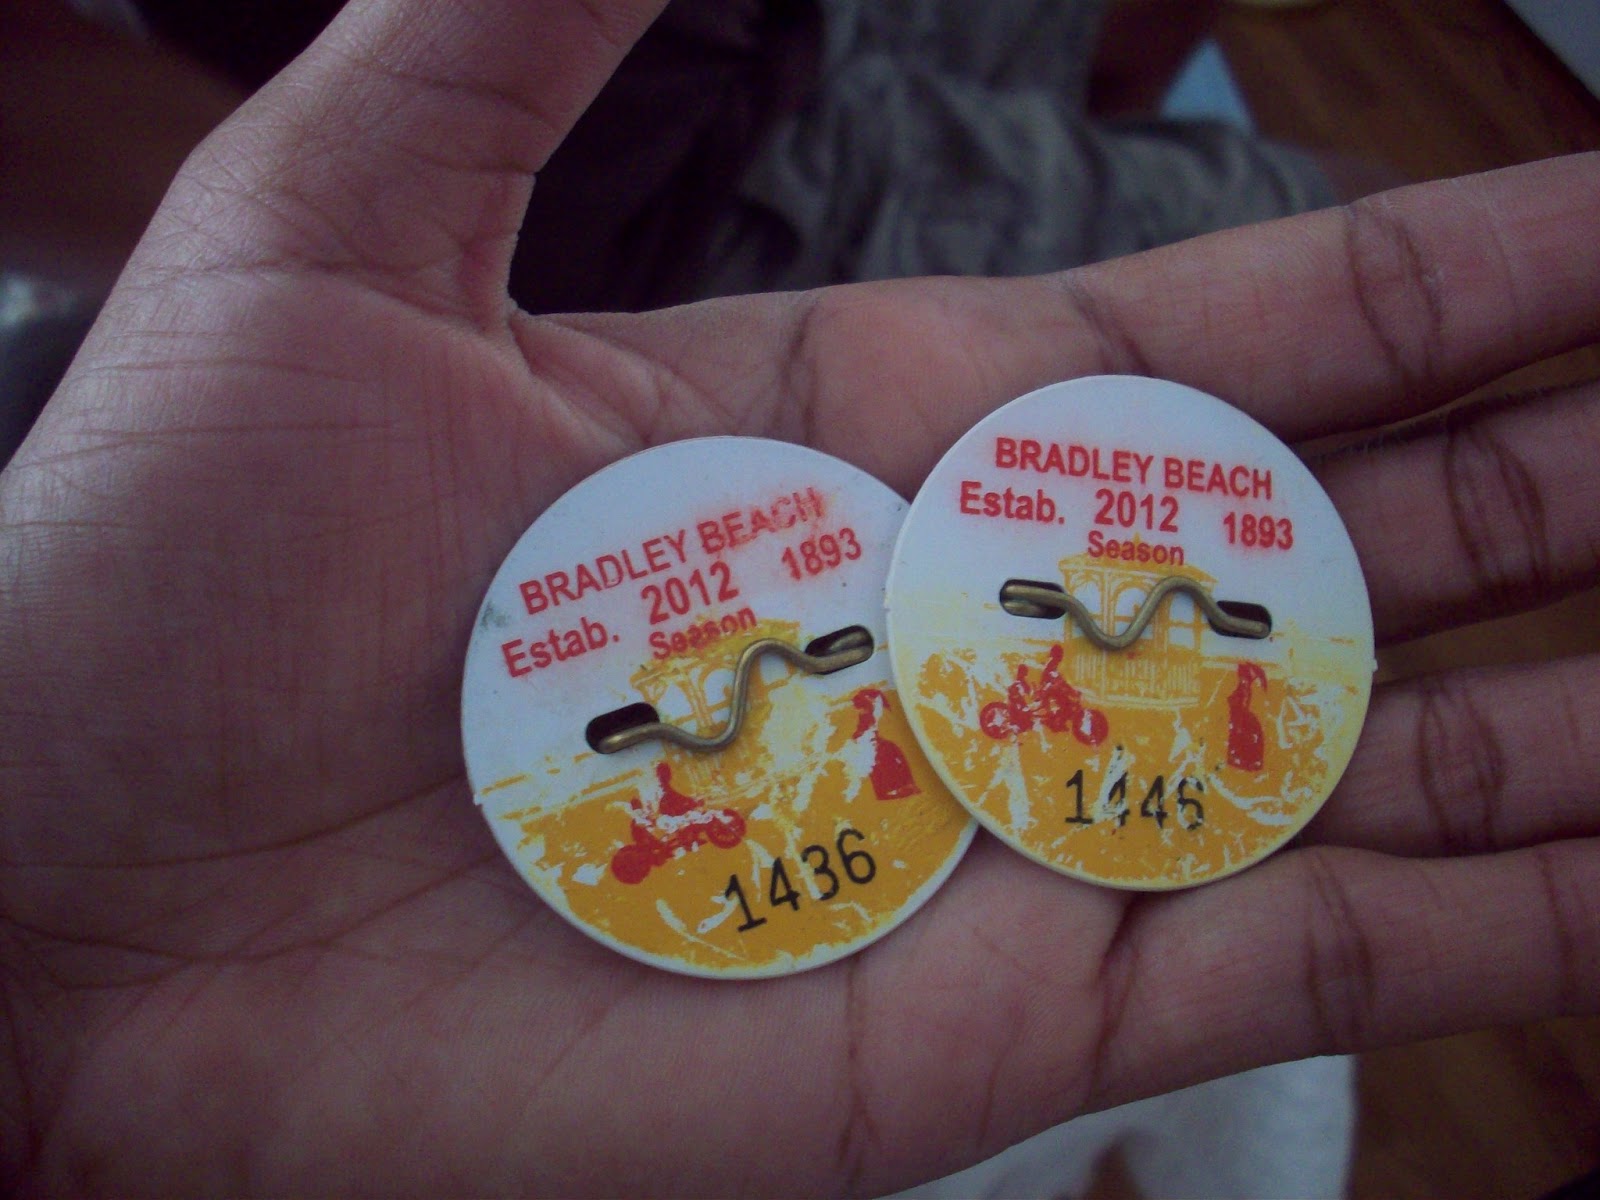 BRADLEY BEACH
Estab. 2012 1893
Season
1436
BRADLEY BEACH
Estab. 2012 1893
Season
1446